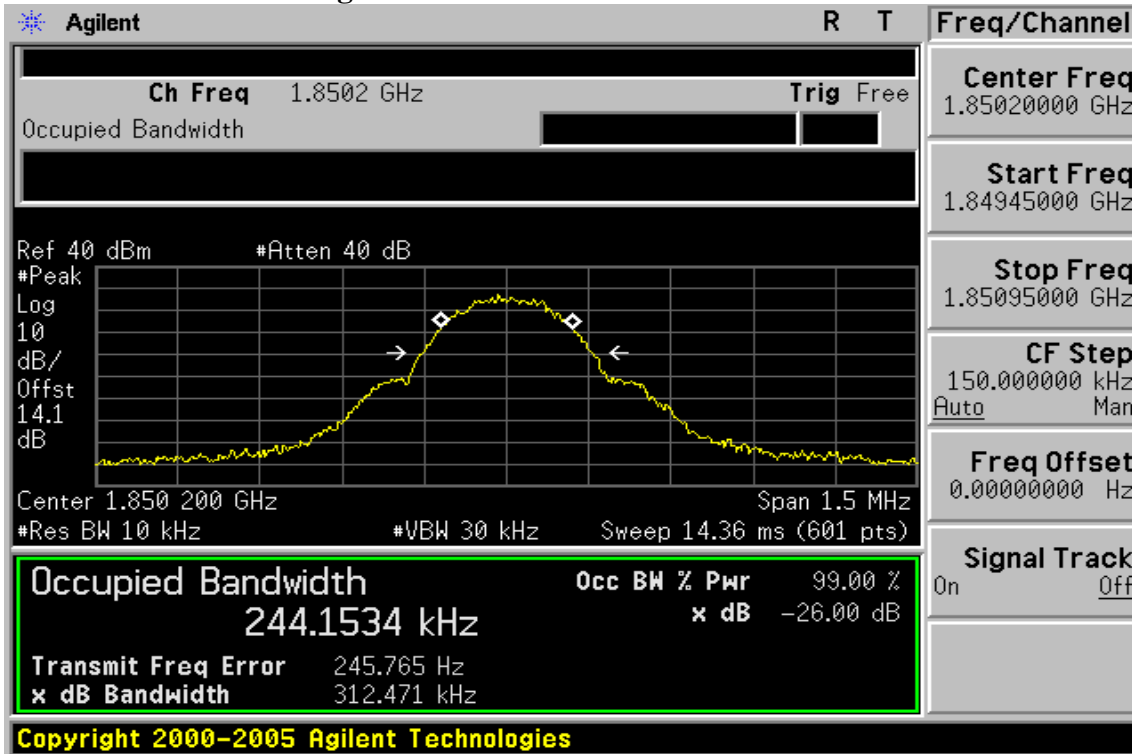 Agilent R T
Ch Freq 1.8502 GHz Trig Free
Occupied Bandwidth
Ref 40 dBm #Atten 40 dB
#Peak
Log
10
dB/
Offst
14.1
dB
Center 1.850 200 GHz Span 1.5 MHz
#Res BW 10 kHz #VBW 30 kHz Sweep 14.36 ms (601 pts)
Occupied Bandwidth
244.1534 kHz
Occ BW % Pwr 99.00 %
x dB -26.00 dB
Transmit Freq Error 245.765 Hz
x dB Bandwidth 312.471 kHz
Copyright 2000-2005 Agilent Technologies
Freq/Channel
Center Freq
1.85020000 GHz
Start Freq
1.84945000 GHz
Stop Freq
1.85095000 GHz
CF Step
150.000000 kHz
Auto Man
Freq Offset
0.00000000 Hz
Signal Track
On Off